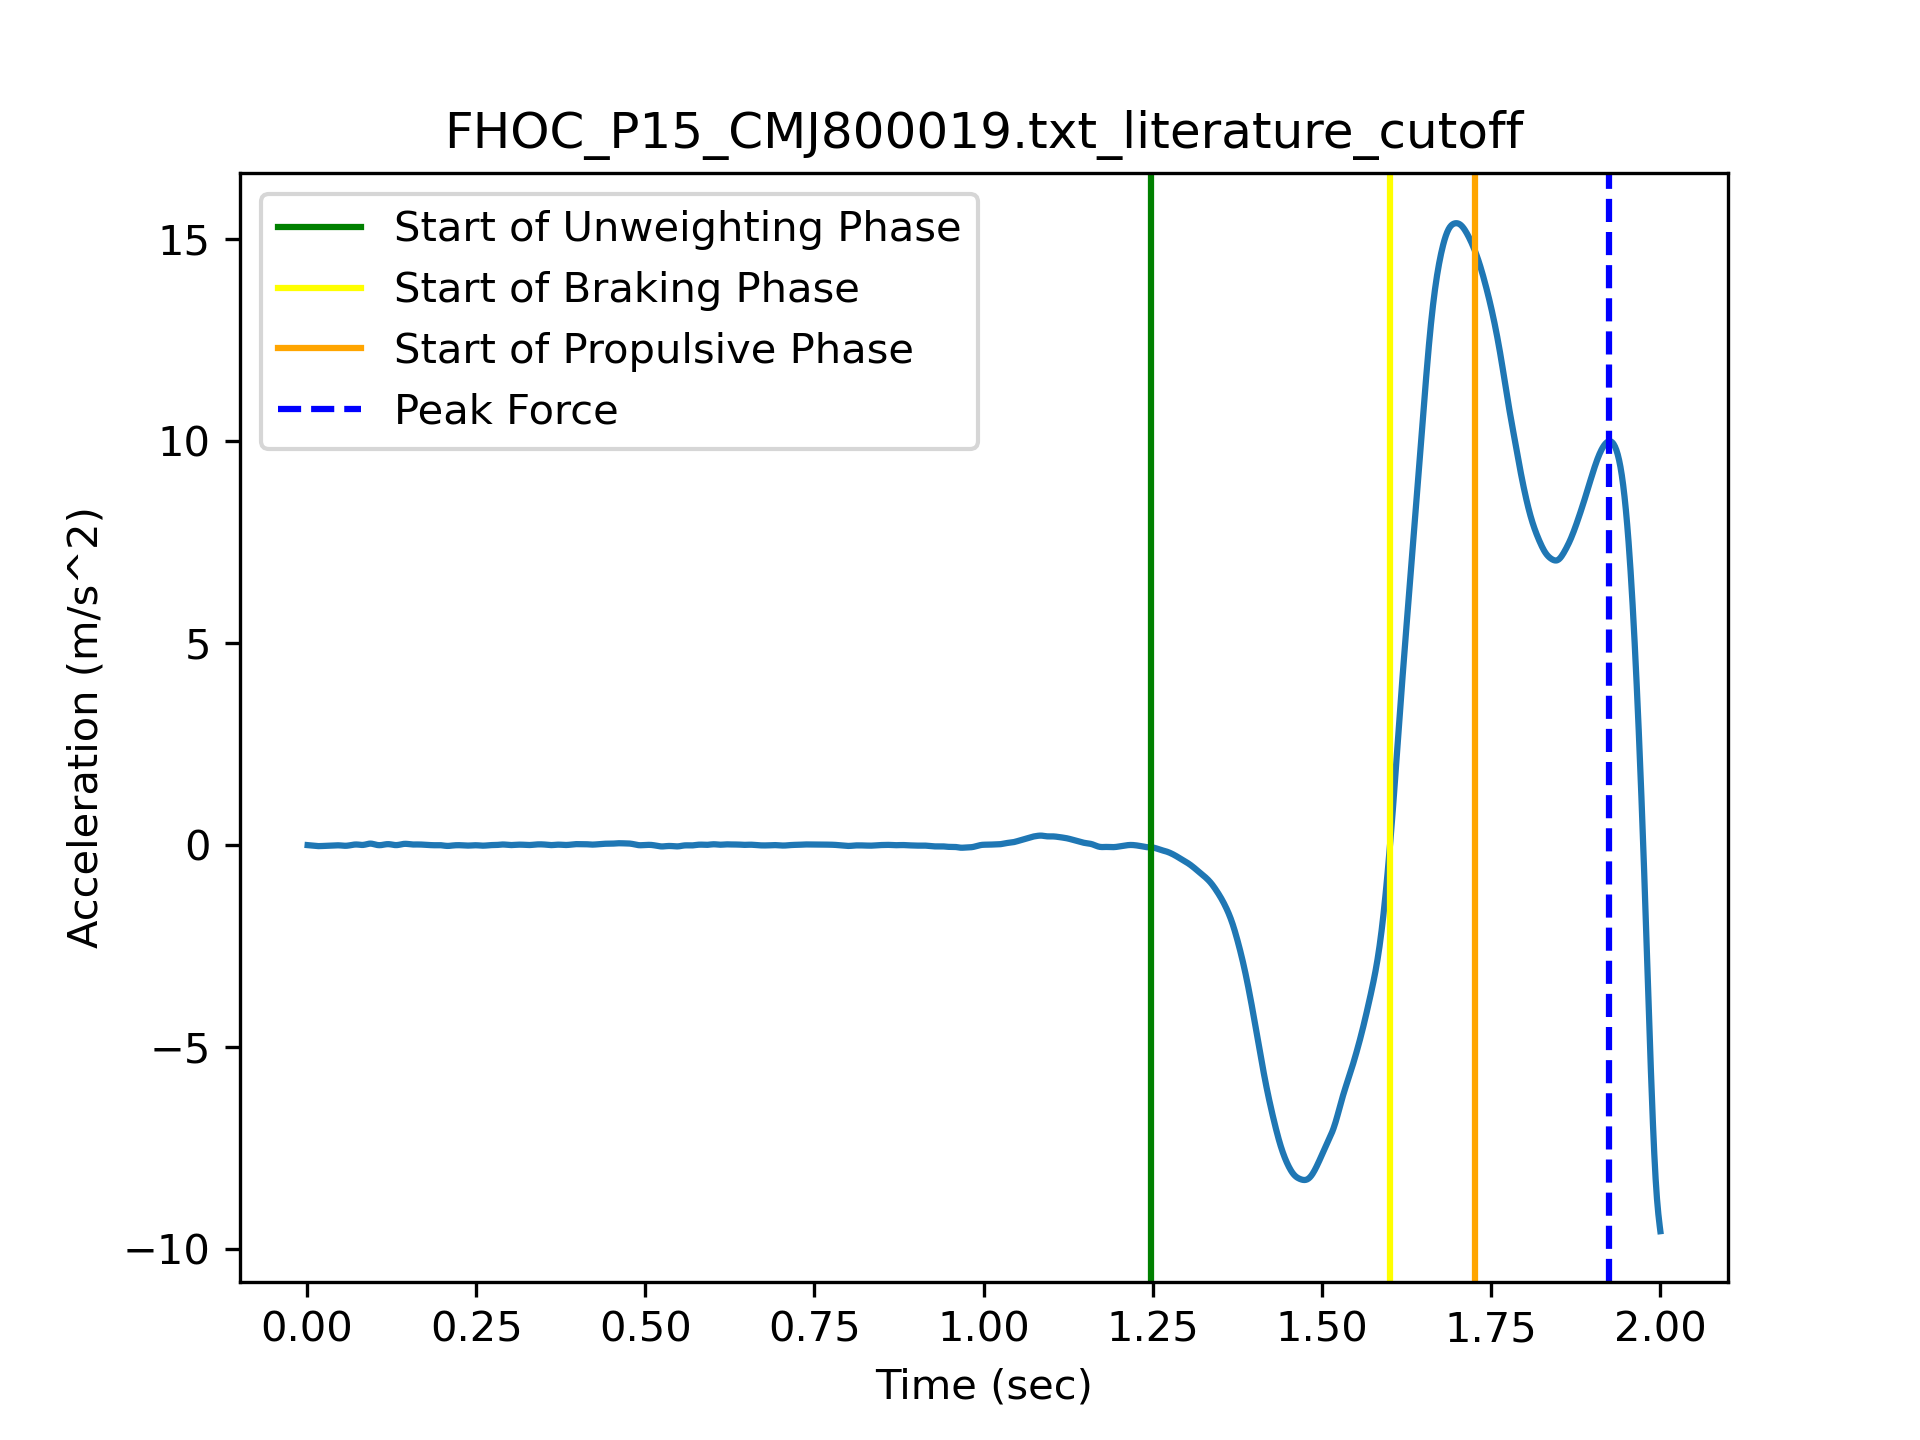 FHOC_P15_CMJ800019.txt_literature_cutoff
Start of Unweighting Phase
Start of Braking Phase
Start of Propulsive Phase
Peak Force
15
10
5
0
−5
−10
Acceleration (m/s^2)
0.00 0.25 0.50 0.75 1.00 1.25 1.50 1.75 2.00
Time (sec)